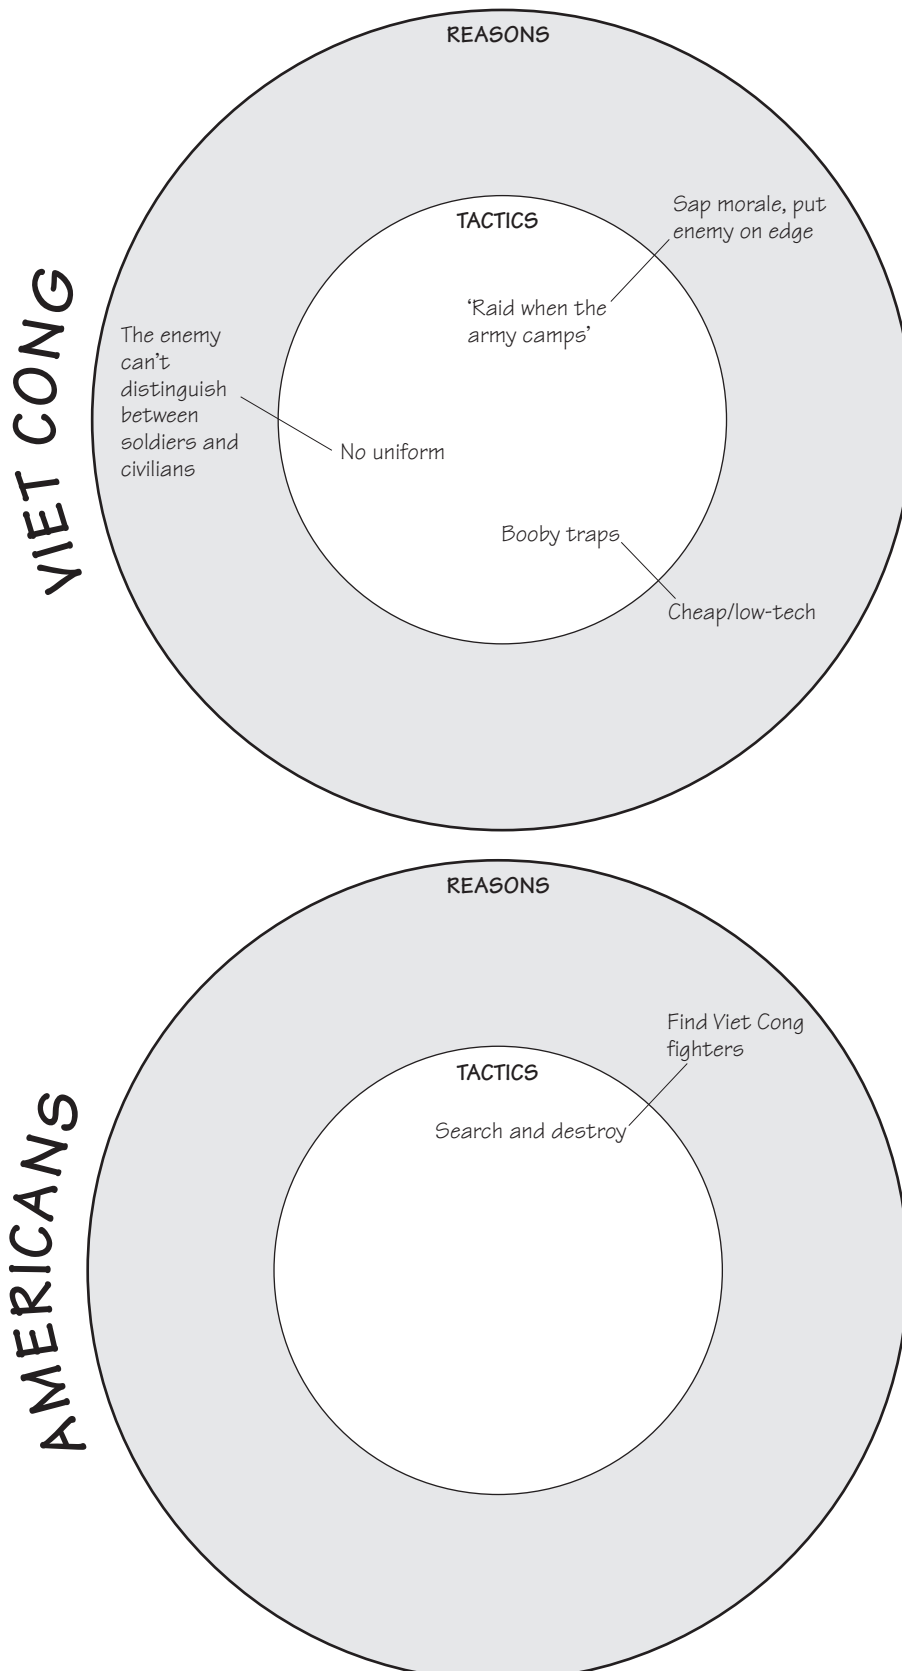 VIET CONG
REASONS
TACTICS
Sap morale, put
enemy on edge
‘Raid when the
army camps’
The enemy
can’t
distinguish
between
soldiers and
civilians
No uniform
Booby traps
Cheap/low-tech
AMERICANS
REASONS
TACTICS
Find Viet Cong
fighters
Search and destroy